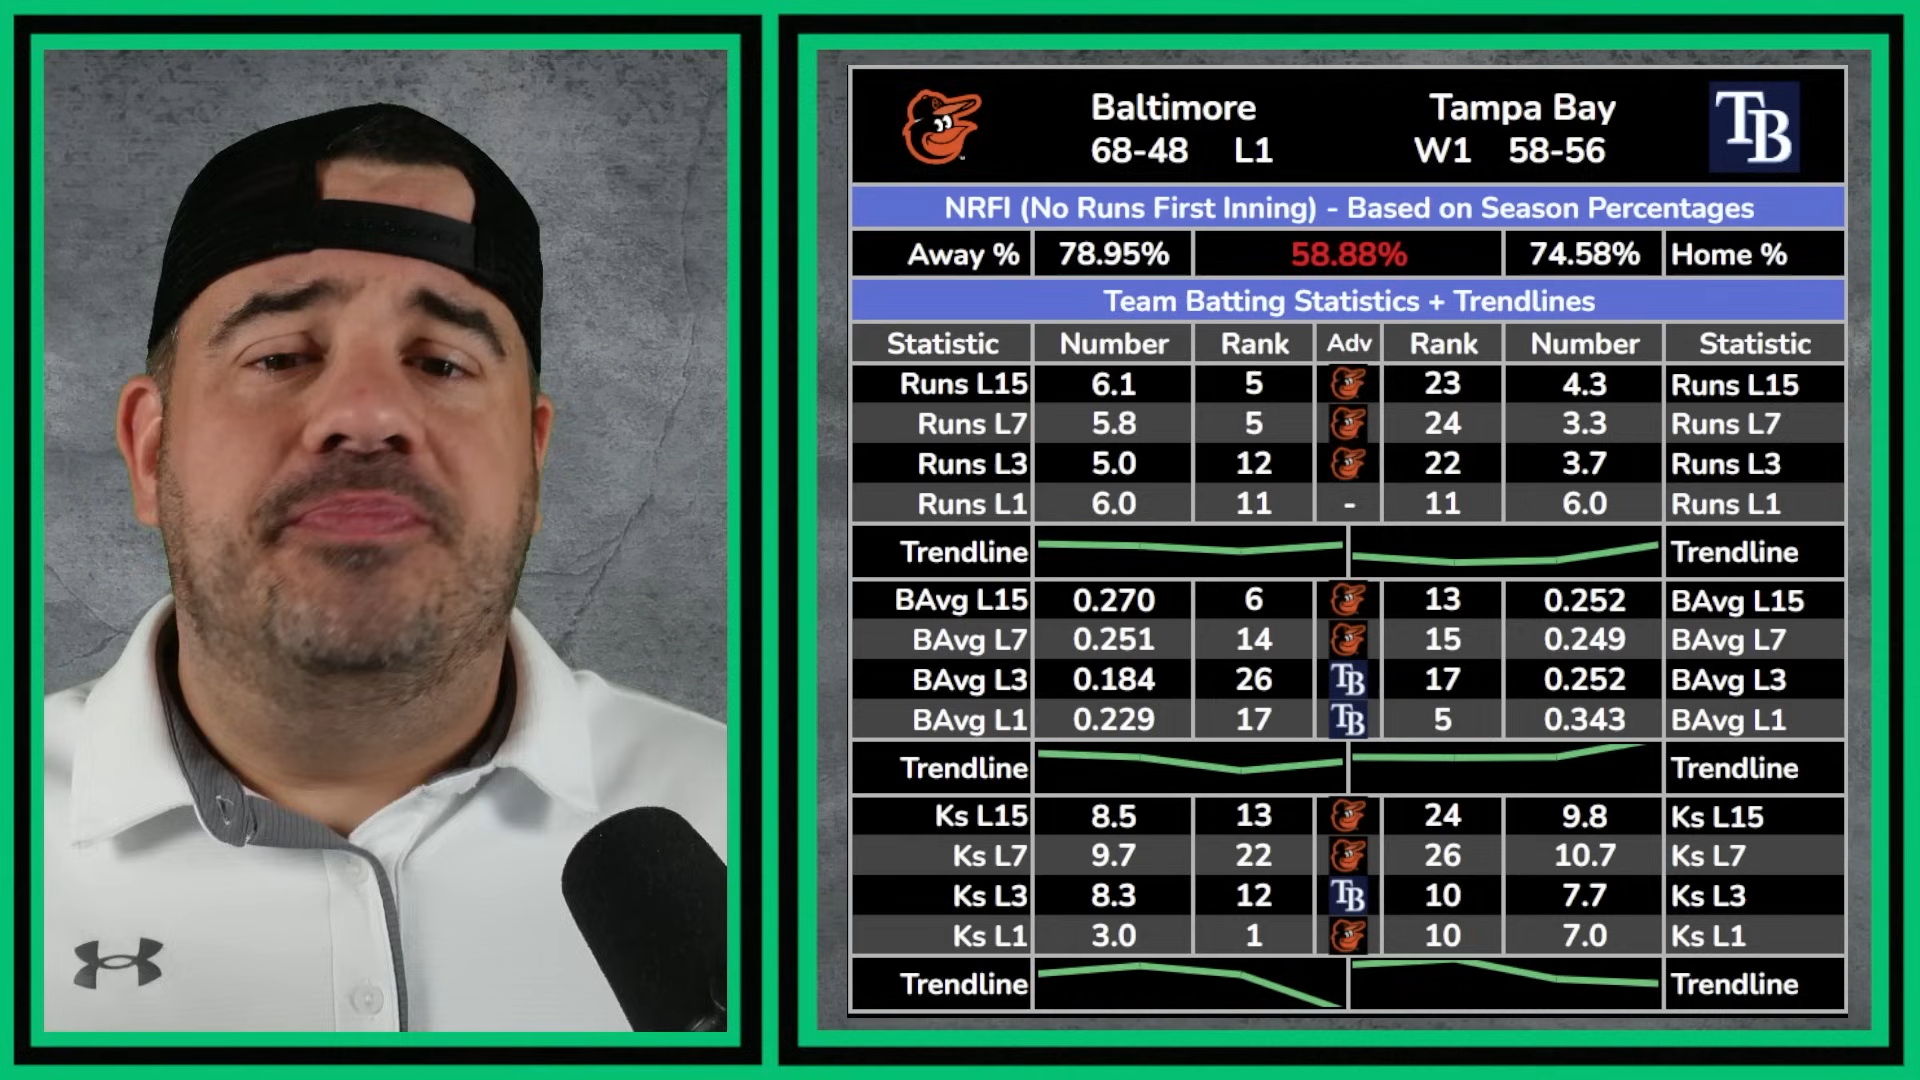 Baltimore Tampa Bay TB
68-48 L1 W1 58-56
NRFI (No Runs First Inning) - Based on Season Percentages
Away % 78.95% 58.88% 74.58% Home %
Team Batting Statistics + Trendlines
Statistic Number Rank Adv Rank Number Statistic
Runs L15 6.1 5 23 4.3 Runs L15
Runs L7 5.8 5 24 3.3 Runs L7
Runs L3 5.0 12 22 3.7 Runs L3
Runs L1 6.0 11 - 11 6.0 Runs L1
Trendline Trendline
BAvg L15 0.270 6 13 0.252 BAvg L15
BAvg L7 0.251 14 15 0.249 BAvg L7
BAvg L3 0.184 26 TB 17 0.252 BAvg L3
BAvg L1 0.229 17 TB 5 0.343 BAvg L1
Trendline Trendline
Ks L15 8.5 13 24 9.8 Ks L15
Ks L7 9.7 22 26 10.7 Ks L7
Ks L3 8.3 12 TB 10 7.7 Ks L3
Ks L1 3.0 1 10 7.0 Ks L1
Trendline Trendline